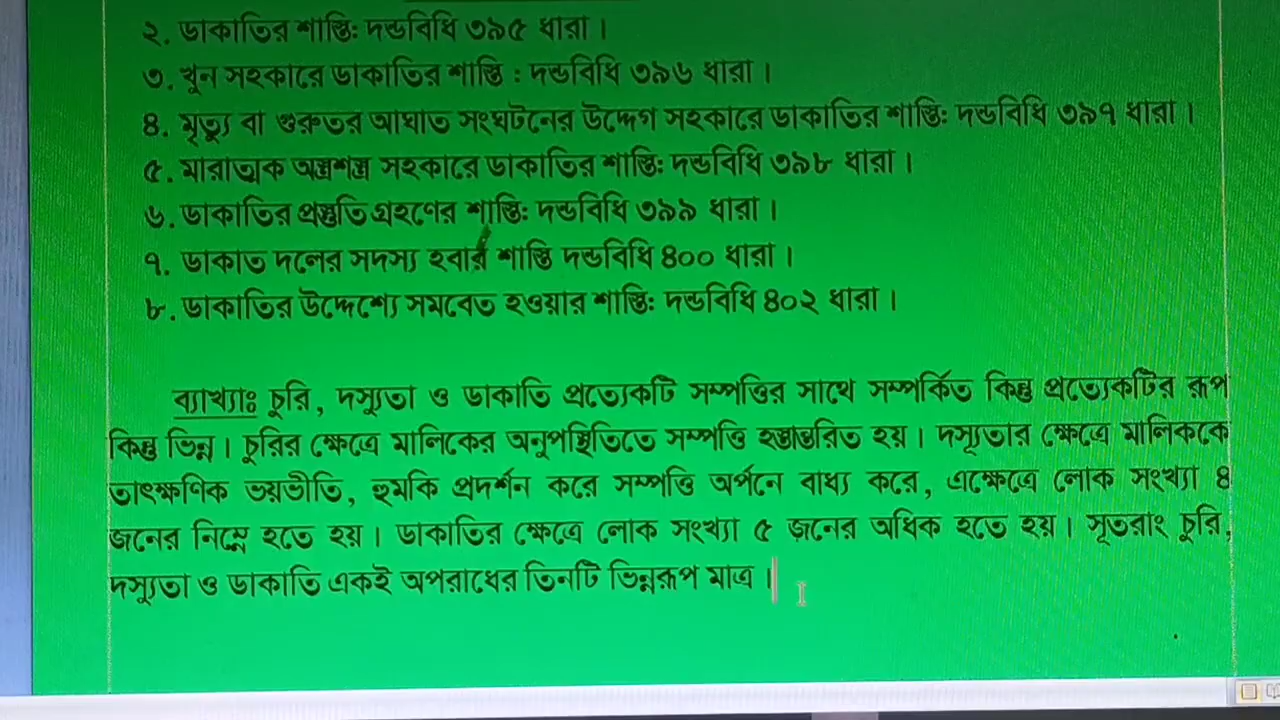 ২. ডাকাতির শাস্তি: দন্ডবিধি ৩৯৫ ধারা।
৩. খুন সহকারে ডাকাতির শাস্তি : দন্ডবিধি ৩৯৬ ধারা।
৪. মৃত্যু বা গুরুতর আঘাত সংঘটনের উদ্দেগ সহকারে ডাকাতির শাস্তি: দন্ডবিধি ৩৯৭ ধারা।
৫. মারাত্মক অস্ত্রশস্ত্র সহকারে ডাকাতির শাস্তি: দন্ডবিধি ৩৯৮ ধারা।
৬. ডাকাতির প্রস্তুতি গ্রহণের শাস্তি: দন্ডবিধি ৩৯৯ ধারা।
৭. ডাকাত দলের সদস্য হবার শাস্তি দন্ডবিধি ৪০০ ধারা।
৮. ডাকাতির উদ্দেশ্যে সমবেত হওয়ার শাস্তি: দন্ডবিধি ৪০২ ধারা।
ব্যাখ্যাঃ চুরি, দস্যুতা ও ডাকাতি প্রত্যেকটি সম্পত্তির সাথে সম্পর্কিত কিন্তু প্রত্যেকটির রূপ
কিন্তু ভিন্ন। চুরির ক্ষেত্রে মালিকের অনুপস্থিতিতে সম্পত্তি হস্তান্তরিত হয়। দস্যূতার ক্ষেত্রে মালিককে
তাৎক্ষণিক ভয়ভীতি, হুমকি প্রদর্শন করে সম্পত্তি অর্পনে বাধ্য করে, এক্ষেত্রে লোক সংখ্যা ৪
জনের নিম্নে হতে হয়। ডাকাতির ক্ষেত্রে লোক সংখ্যা ৫ জনের অধিক হতে হয়। সূতরাং চুরি,
দস্যুতা ও ডাকাতি একই অপরাধের তিনটি ভিন্নরূপ মাত্র।